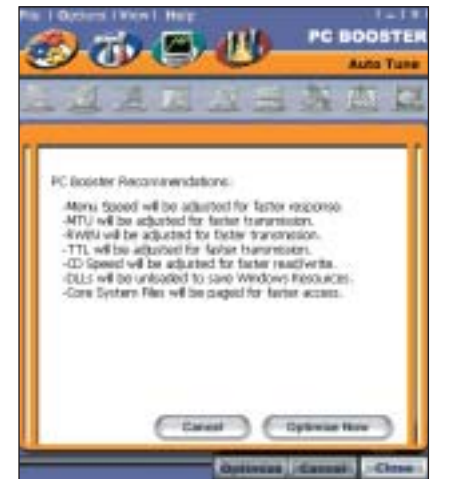 File | Options | View | Help
PC BOOSTER
Auto Tune
PC Booster Recommendations:
-Menu Speed will be adjusted for faster response.
-MTU will be adjusted for faster transmission.
-RWIN will be adjusted for faster transmission.
-TTL will be adjusted for faster transmission.
-CD Speed will be adjusted for faster read/write.
-DLLs will be unloaded to save Windows Resources.
-Core System Files will be paged for faster access.
Cancel
Optimise Now
Optimise
Cancel
Close